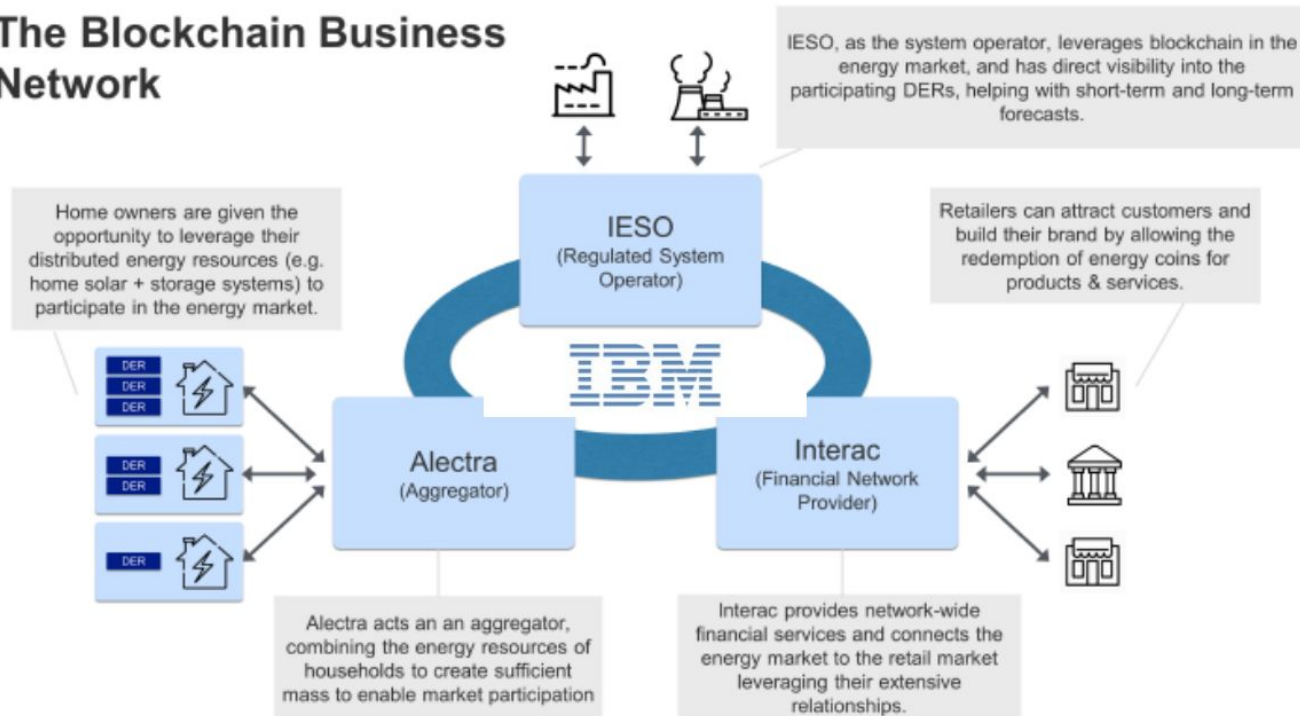 The Blockchain Business
Network
IESO, as the system operator, leverages blockchain in the
energy market, and has direct visibility into the
participating DERs, helping with short-term and long-term
forecasts.
Home owners are given the
opportunity to leverage their
distributed energy resources (e.g.
home solar + storage systems) to
participate in the energy market.
IESO
(Regulated System
Operator)
Retailers can attract customers and
build their brand by allowing the
redemption of energy coins for
products & services.
IBM
DER
DER
DER
DER
DER
DER
Alectra
(Aggregator)
Interac
(Financial Network
Provider)
Alectra acts an an aggregator,
combining the energy resources of
households to create sufficient
mass to enable market participation
Interac provides network-wide
financial services and connects the
energy market to the retail market
leveraging their extensive
relationships.